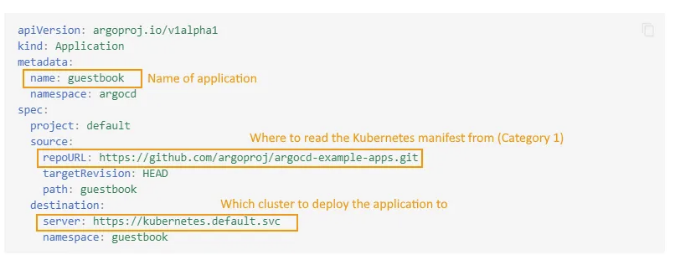 apiVersion: argoproj.io/v1alpha1
kind: Application
metadata:
name: guestbook Name of application
namespace: argocd
spec:
project: default
source: Where to read the Kubernetes manifest from (Category 1)
repoURL: https://github.com/argoproj/argocd-example-apps.git
targetRevision: HEAD
path: guestbook
destination: Which cluster to deploy the application to
server: https://kubernetes.default.svc
namespace: guestbook